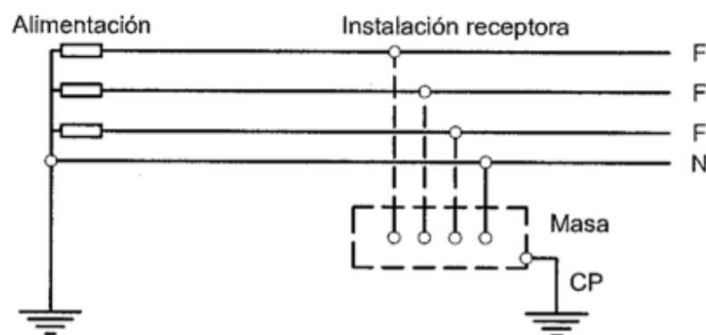 Alimentación
Instalación receptora
F
F
F
N
Masa
CP